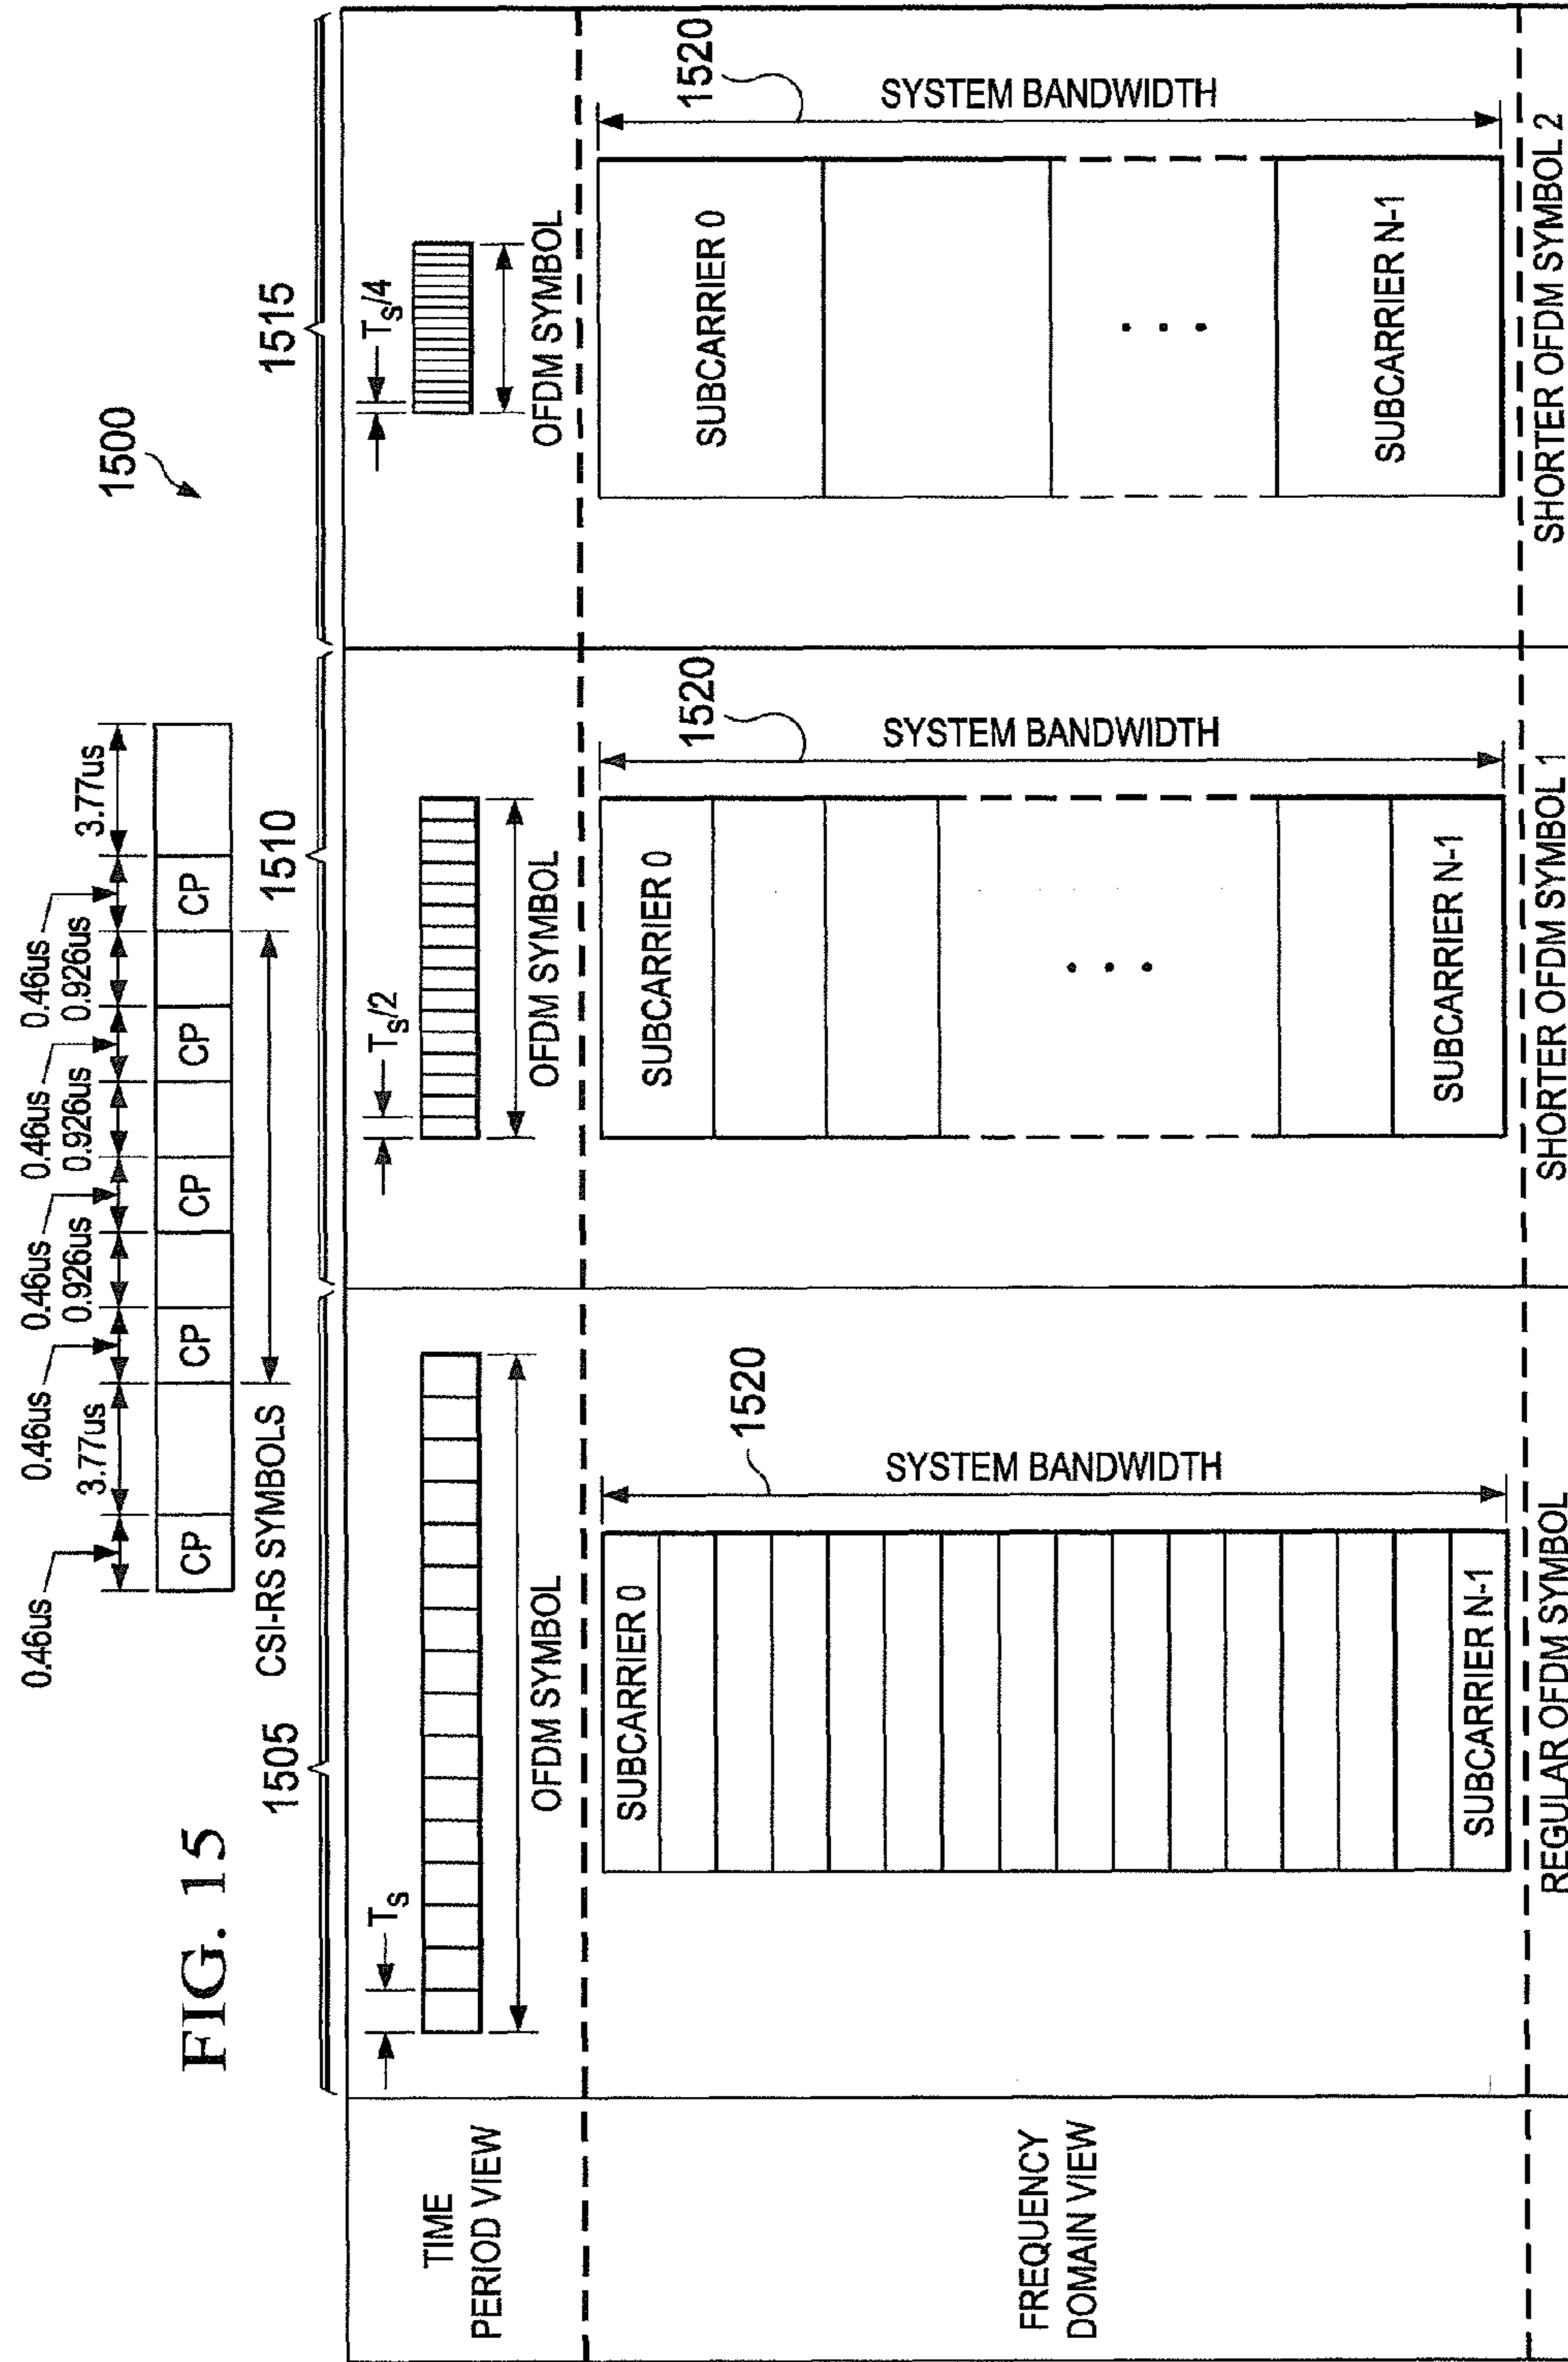 FIG. 15
1500
0.46us
3.77us
0.46us
0.926us
0.46us
0.926us
0.46us
0.926us
0.46us
3.77us
CP
CP
CP
CP
CP
CSI-RS SYMBOLS
1505
1510
1515
TIME
PERIOD VIEW
Ts
OFDM SYMBOL
Ts/2
OFDM SYMBOL
Ts/4
OFDM SYMBOL
FREQUENCY
DOMAIN VIEW
SUBCARRIER 0
SUBCARRIER N-1
SYSTEM BANDWIDTH
1520
SUBCARRIER 0
SUBCARRIER N-1
SYSTEM BANDWIDTH
1520
SUBCARRIER 0
SUBCARRIER N-1
SYSTEM BANDWIDTH
1520
REGULAR OFDM SYMBOL
SHORTER OFDM SYMBOL 1
SHORTER OFDM SYMBOL 2